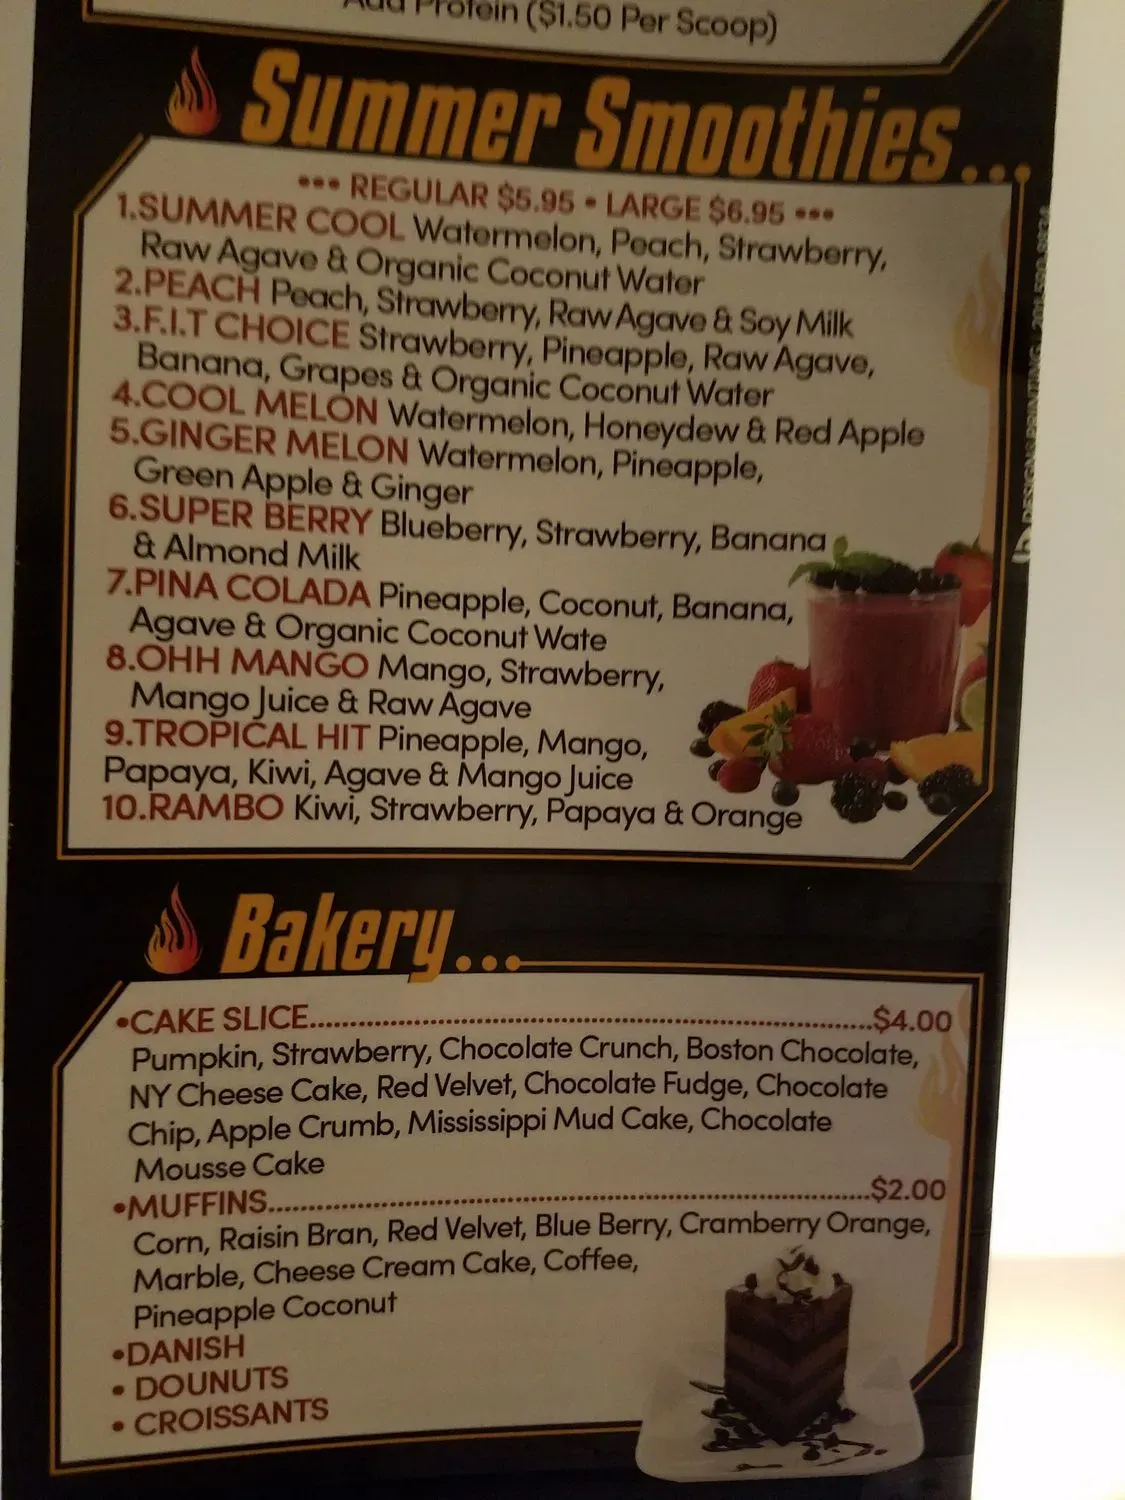 Add Protein ($1.50 Per Scoop)
Summer Smoothies...
••• REGULAR $5.95 • LARGE $6.95 •••
1.SUMMER COOL Watermelon, Peach, Strawberry,
Raw Agave & Organic Coconut Water
2.PEACH Peach, Strawberry, Raw Agave & Soy Milk
3.F.I.T CHOICE Strawberry, Pineapple, Raw Agave,
Banana, Grapes & Organic Coconut Water
4.COOL MELON Watermelon, Honeydew & Red Apple
5.GINGER MELON Watermelon, Pineapple,
Green Apple & Ginger
6.SUPER BERRY Blueberry, Strawberry, Banana
& Almond Milk
7.PINA COLADA Pineapple, Coconut, Banana,
Agave & Organic Coconut Wate
8.OHH MANGO Mango, Strawberry,
Mango Juice & Raw Agave
9.TROPICAL HIT Pineapple, Mango,
Papaya, Kiwi, Agave & Mango Juice
10.RAMBO Kiwi, Strawberry, Papaya & Orange
Bakery...
•CAKE SLICE...$4.00
Pumpkin, Strawberry, Chocolate Crunch, Boston Chocolate,
NY Cheese Cake, Red Velvet, Chocolate Fudge, Chocolate
Chip, Apple Crumb, Mississippi Mud Cake, Chocolate
Mousse Cake
•MUFFINS...$2.00
Corn, Raisin Bran, Red Velvet, Blue Berry, Cramberry Orange,
Marble, Cheese Cream Cake, Coffee,
Pineapple Coconut
•DANISH
• DOUNUTS
• CROISSANTS